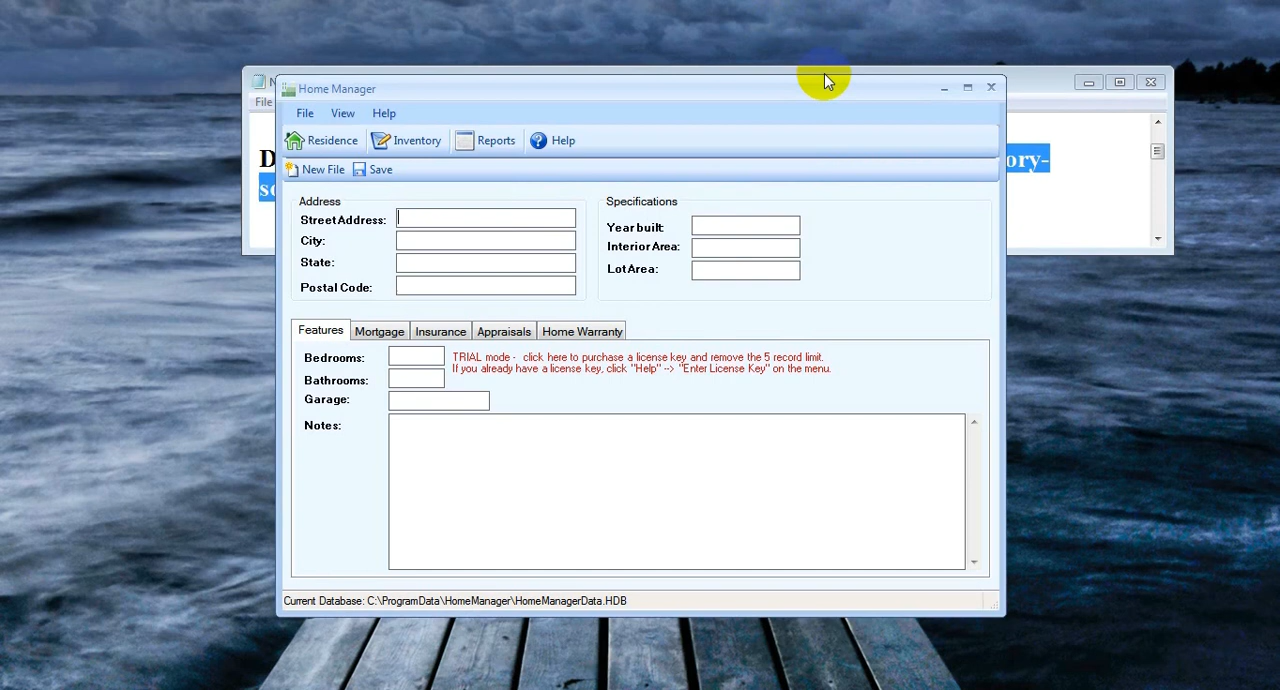 Home Manager
File View Help
File
Residence Inventory Reports Help
ory-
New File Save
Address
Specifications
Street Address:
City:
State:
Postal Code:
Year built:
Interior Area:
Lot Area:
Features Mortgage Insurance Appraisals Home Warranty
Bedrooms:
Bathrooms:
Garage:
Notes:
TRIAL mode - click here to purchase a license key and remove the 5 record limit.
If you already have a license key, click "Help" --> "Enter License Key" on the menu.
Current Database: C:\ProgramData\HomeManager\HomeManagerData.HDB